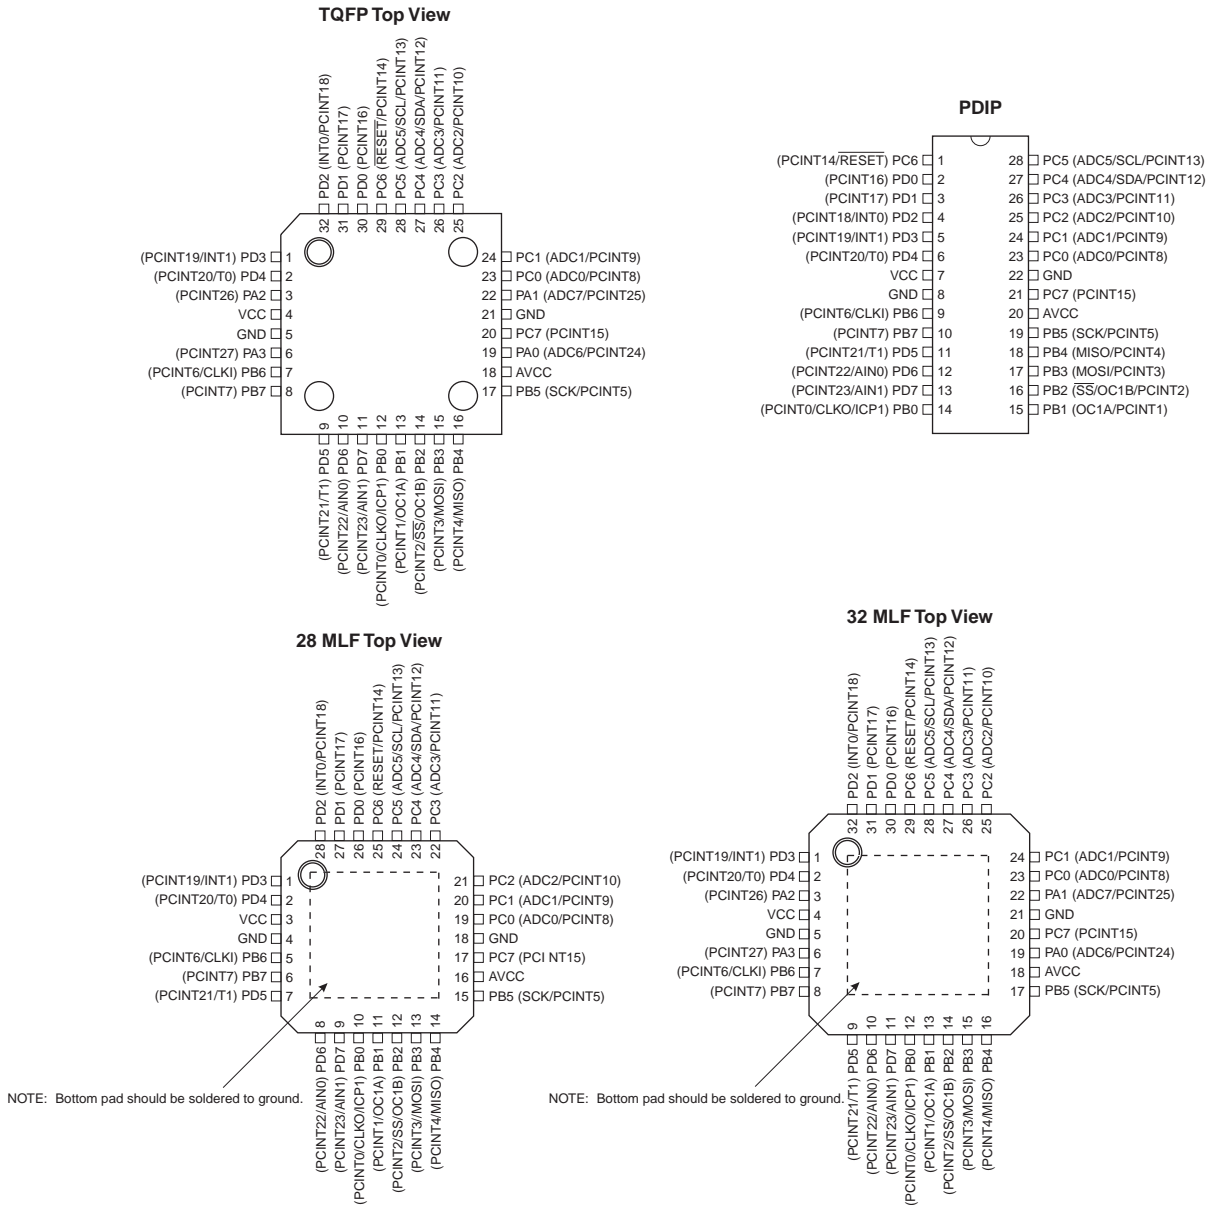 TQFP Top View
PD2 (INT0/PCINT18)
PD1 (PCINT17)
PD0 (PCINT16)
PC6 (RESET/PCINT14)
PC5 (ADC5/SCL/PCINT13)
PC4 (ADC4/SDA/PCINT12)
PC3 (ADC3/PCINT11)
PC2 (ADC2/PCINT10)
32 31 30 29 28 27 26 25
(PCINT19/INT1) PD3 1
(PCINT20/T0) PD4 2
(PCINT26) PA2 3
VCC 4
GND 5
(PCINT27) PA3 6
(PCINT6/CLKI) PB6 7
(PCINT7) PB7 8
24 PC1 (ADC1/PCINT9)
23 PC0 (ADC0/PCINT8)
22 PA1 (ADC7/PCINT25)
21 GND
20 PC7 (PCINT15)
19 PA0 (ADC6/PCINT24)
18 AVCC
17 PB5 (SCK/PCINT5)
9 10 11 12 13 14 15 16
(PCINT21/T1) PD5
(PCINT22/AIN0) PD6
(PCINT23/AIN1) PD7
(PCINT0/CLKO/ICP1) PB0
(PCINT1/OC1A) PB1
(PCINT2/SS/OC1B) PB2
(PCINT3/MOSI) PB3
(PCINT4/MISO) PB4
PDIP
(PCINT14/RESET) PC6 1
(PCINT16) PD0 2
(PCINT17) PD1 3
(PCINT18/INT0) PD2 4
(PCINT19/INT1) PD3 5
(PCINT20/T0) PD4 6
VCC 7
GND 8
(PCINT6/CLKI) PB6 9
(PCINT7) PB7 10
(PCINT21/T1) PD5 11
(PCINT22/AIN0) PD6 12
(PCINT23/AIN1) PD7 13
(PCINT0/CLKO/ICP1) PB0 14
28 PC5 (ADC5/SCL/PCINT13)
27 PC4 (ADC4/SDA/PCINT12)
26 PC3 (ADC3/PCINT11)
25 PC2 (ADC2/PCINT10)
24 PC1 (ADC1/PCINT9)
23 PC0 (ADC0/PCINT8)
22 GND
21 PC7 (PCINT15)
20 AVCC
19 PB5 (SCK/PCINT5)
18 PB4 (MISO/PCINT4)
17 PB3 (MOSI/PCINT3)
16 PB2 (SS/OC1B/PCINT2)
15 PB1 (OC1A/PCINT1)
28 MLF Top View
PD2 (INT0/PCINT18)
PD1 (PCINT17)
PD0 (PCINT16)
PC6 (RESET/PCINT14)
PC5 (ADC5/SCL/PCINT13)
PC4 (ADC4/SDA/PCINT12)
PC3 (ADC3/PCINT11)
28 27 26 25 24 23 22
(PCINT19/INT1) PD3 1
(PCINT20/T0) PD4 2
VCC 3
GND 4
(PCINT6/CLKI) PB6 5
(PCINT7) PB7 6
(PCINT21/T1) PD5 7
21 PC2 (ADC2/PCINT10)
20 PC1 (ADC1/PCINT9)
19 PC0 (ADC0/PCINT8)
18 GND
17 PC7 (PCI NT15)
16 AVCC
15 PB5 (SCK/PCINT5)
8 9 10 11 12 13 14
(PCINT22/AIN0) PD6
(PCINT23/AIN1) PD7
(PCINT0/CLKO/ICP1) PB0
(PCINT1/OC1A) PB1
(PCINT2/SS/OC1B) PB2
(PCINT3//MOSI) PB3
(PCINT4/MISO) PB4
NOTE: Bottom pad should be soldered to ground.
32 MLF Top View
PD2 (INT0/PCINT18)
PD1 (PCINT17)
PD0 (PCINT16)
PC6 (RESET/PCINT14)
PC5 (ADC5/SCL/PCINT13)
PC4 (ADC4/SDA/PCINT12)
PC3 (ADC3/PCINT11)
PC2 (ADC2/PCINT10)
32 31 30 29 28 27 26 25
(PCINT19/INT1) PD3 1
(PCINT20/T0) PD4 2
(PCINT26) PA2 3
VCC 4
GND 5
(PCINT27) PA3 6
(PCINT6/CLKI) PB6 7
(PCINT7) PB7 8
24 PC1 (ADC1/PCINT9)
23 PC0 (ADC0/PCINT8)
22 PA1 (ADC7/PCINT25)
21 GND
20 PC7 (PCINT15)
19 PA0 (ADC6/PCINT24)
18 AVCC
17 PB5 (SCK/PCINT5)
9 10 11 12 13 14 15 16
(PCINT21/T1) PD5
(PCINT22/AIN0) PD6
(PCINT23/AIN1) PD7
(PCINT0/CLKO/ICP1) PB0
(PCINT1/OC1A) PB1
(PCINT2/SS/OC1B) PB2
(PCINT3/MOSI) PB3
(PCINT4/MISO) PB4
NOTE: Bottom pad should be soldered to ground.